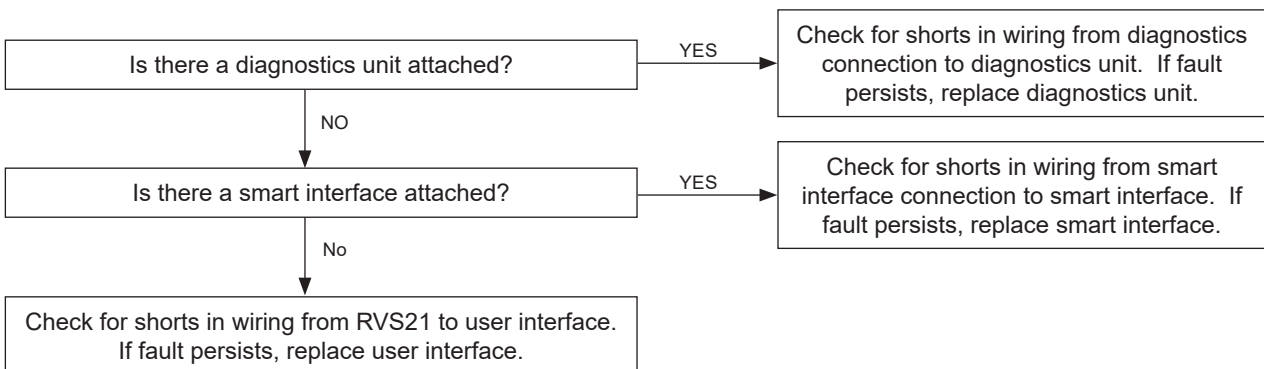 Is there a diagnostics unit attached?
YES
Check for shorts in wiring from diagnostics
connection to diagnostics unit.  If fault
persists, replace diagnostics unit.
NO
Is there a smart interface attached?
YES
Check for shorts in wiring from smart
interface connection to smart interface.  If
fault persists, replace smart interface.
No
Check for shorts in wiring from RVS21 to user interface.
If fault persists, replace user interface.